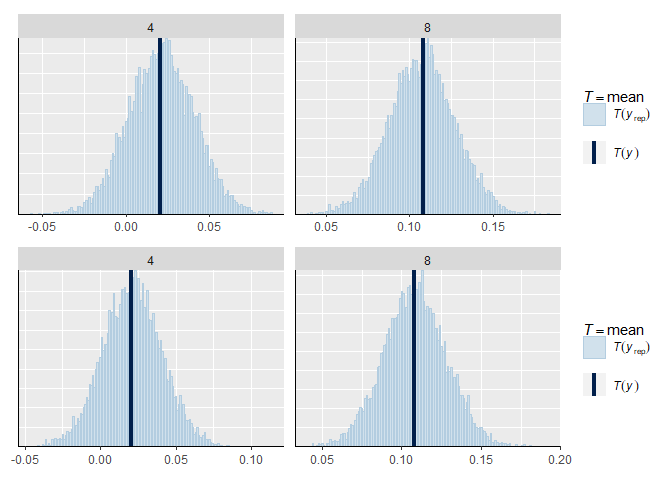 4
8
-0.05 0.00 0.05
0.05 0.10 0.15
T = mean
T(yrep)
T(y)
4
8
-0.05 0.00 0.05 0.10
0.05 0.10 0.15 0.20
T = mean
T(yrep)
T(y)